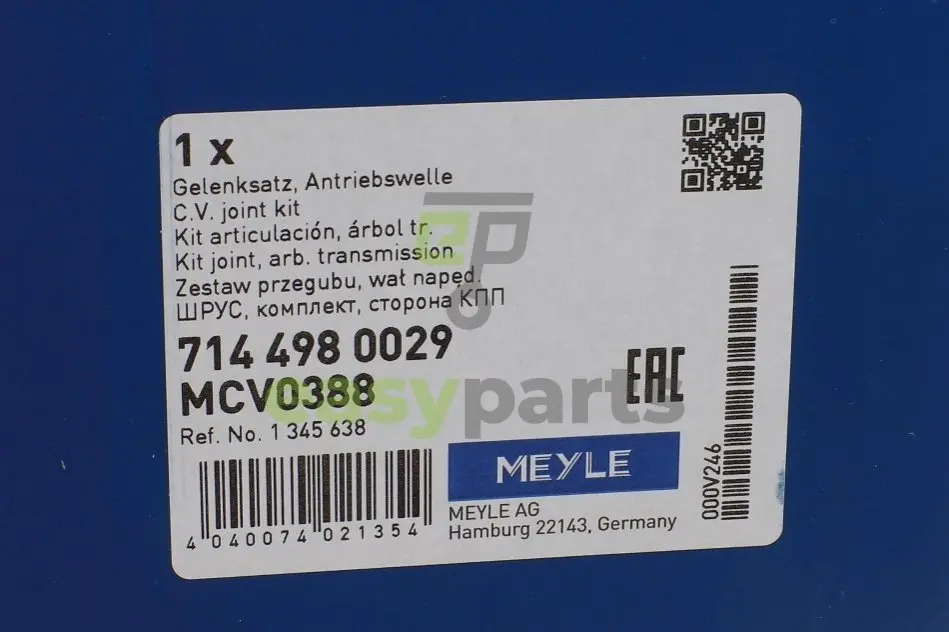 1 x
Gelenksatz, Antriebswelle
C.V. joint kit
Kit articulación, árbol tr.
Kit joint, arb. transmission
Zestaw przegubu, wał napęd.
ШРУС, комплект, сторона КПП
714 498 0029
MCV0388
Ref. No. 1 345 638
EAC
easyparts
MEYLE
MEYLE AG
Hamburg 22143, Germany
4 040074 021354
000V246